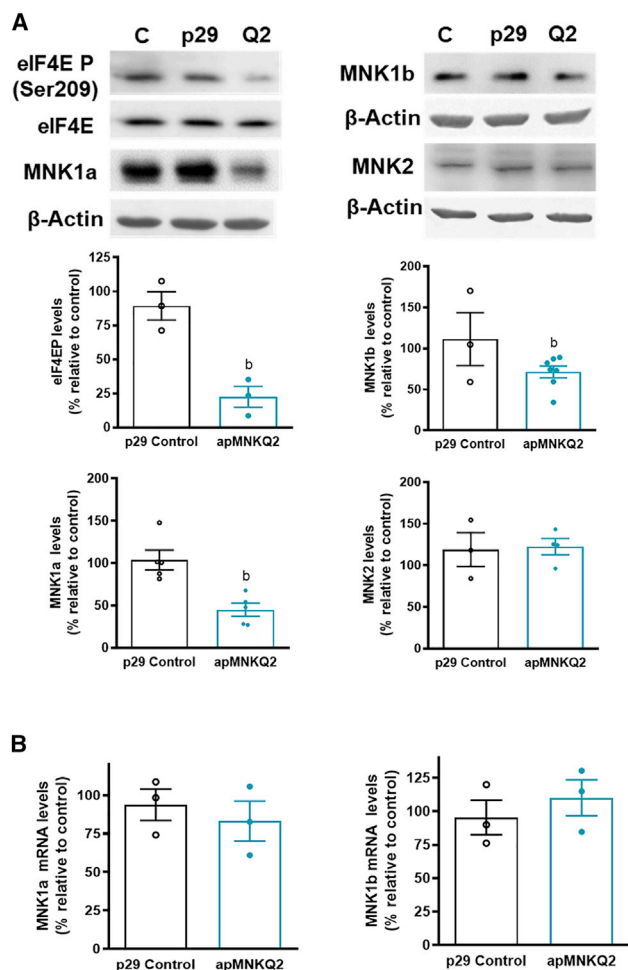 A
C p29 Q2
eIF4E P
(Ser209)
eIF4E
MNK1a
β-Actin
C p29 Q2
MNK1b
β-Actin
MNK2
β-Actin
eIF4EP levels
(% relative to control)
125
100
75
50
25
0
b
p29 Control apMNKQ2
MNK1b levels
(% relative to control)
200
150
100
50
0
b
p29 Control apMNKQ2
MNK1a levels
(% relative to control)
200
150
100
50
0
b
p29 Control apMNKQ2
MNK2 levels
(% relative to control)
200
150
100
50
0
p29 Control apMNKQ2
B
MNK1a mRNA levels
(% relative to control)
100
75
50
25
0
p29 Control apMNKQ2
MNK1b mRNA levels
(% relative to control)
125
100
75
50
25
0
p29 Control apMNKQ2